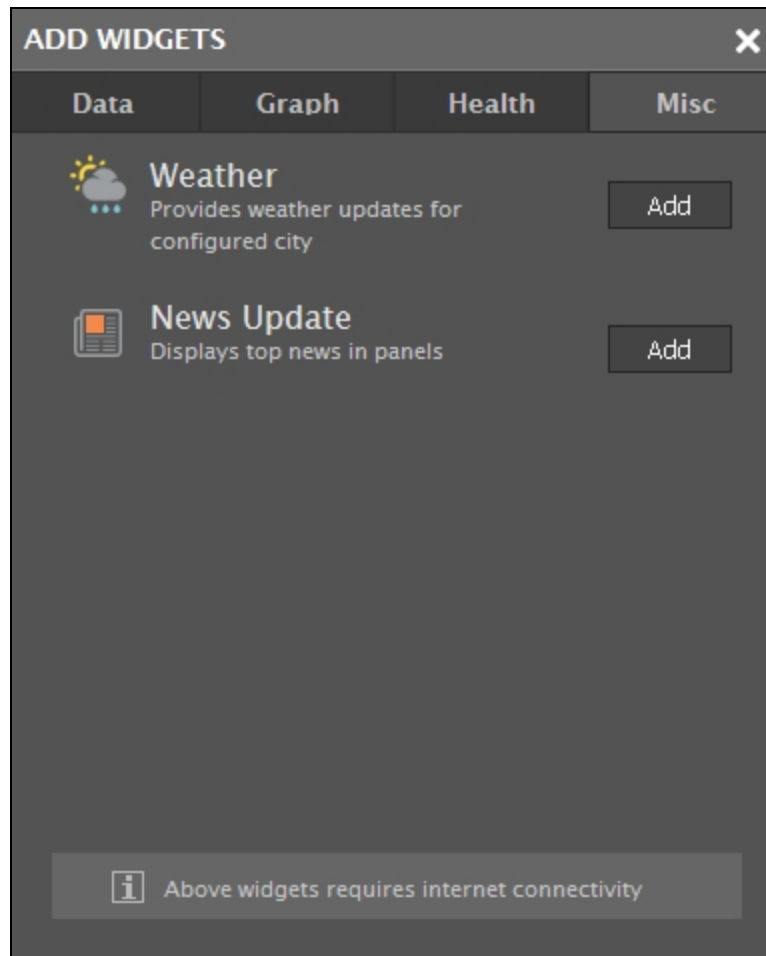 ADD WIDGETS
Data Graph Health Misc
Weather
Provides weather updates for
configured city
Add
News Update
Displays top news in panels
Add
Above widgets requires internet connectivity